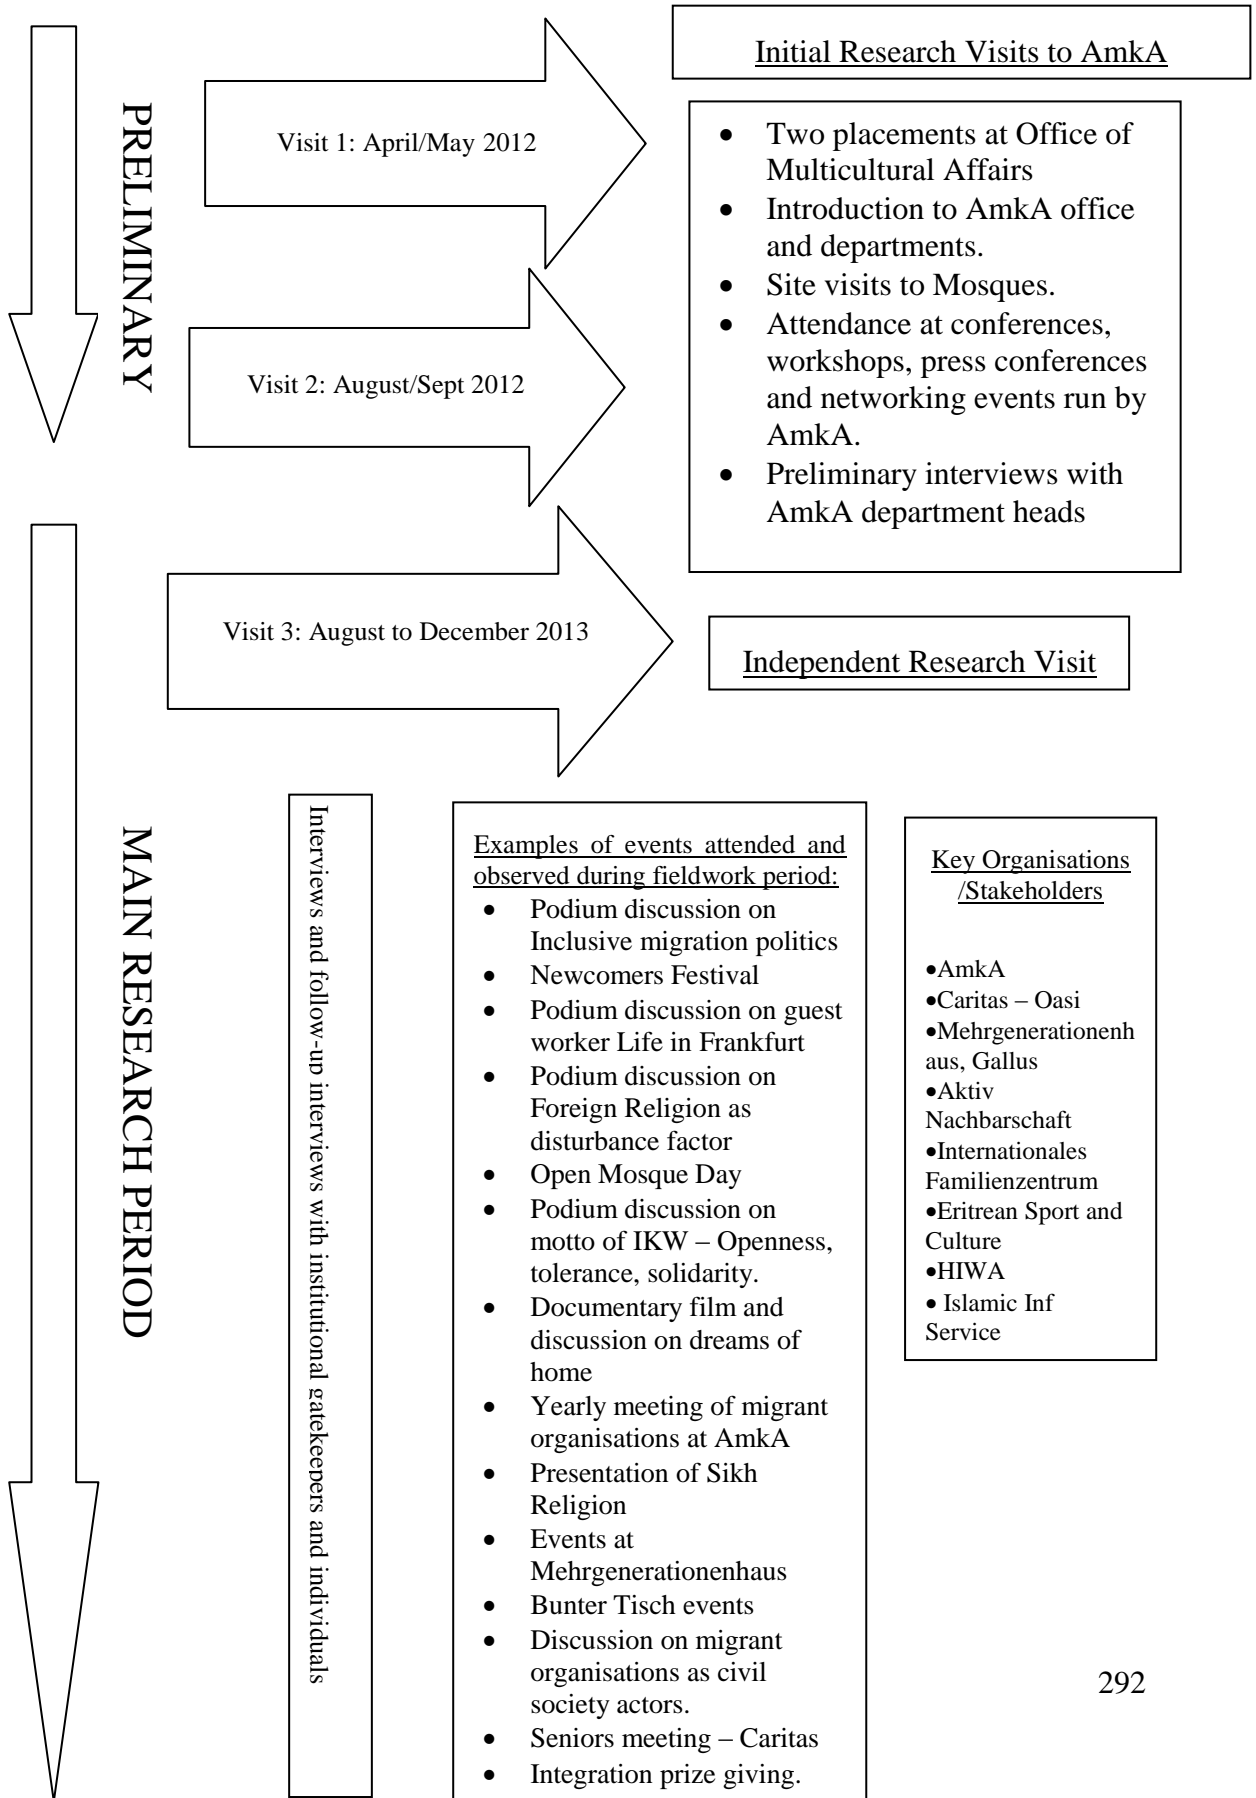 Initial Research Visits to AmkA
PRELIMINARY
Visit 1: April/May 2012
Visit 2: August/Sept 2012
• Two placements at Office of
Multicultural Affairs
• Introduction to AmkA office
and departments.
• Site visits to Mosques.
• Attendance at conferences,
workshops, press conferences
and networking events run by
AmkA.
• Preliminary interviews with
AmkA department heads
MAIN RESEARCH PERIOD
Visit 3: August to December 2013
Independent Research Visit
Interviews and follow-up interviews with institutional gatekeepers and individuals
Examples of events attended and
observed during fieldwork period:
• Podium discussion on
Inclusive migration politics
• Newcomers Festival
• Podium discussion on guest
worker Life in Frankfurt
• Podium discussion on
Foreign Religion as
disturbance factor
• Open Mosque Day
• Podium discussion on
motto of IKW – Openness,
tolerance, solidarity.
• Documentary film and
discussion on dreams of
home
• Yearly meeting of migrant
organisations at AmkA
• Presentation of Sikh
Religion
• Events at
Mehrgenerationenhaus
• Bunter Tisch events
• Discussion on migrant
organisations as civil
society actors.
• Seniors meeting – Caritas
• Integration prize giving.
Key Organisations
/Stakeholders
•AmkA
•Caritas – Oasi
•Mehrgenerationenh
aus, Gallus
•Aktiv
Nachbarschaft
•Internationales
Familienzentrum
•Eritrean Sport and
Culture
•HIWA
• Islamic Inf
Service
292